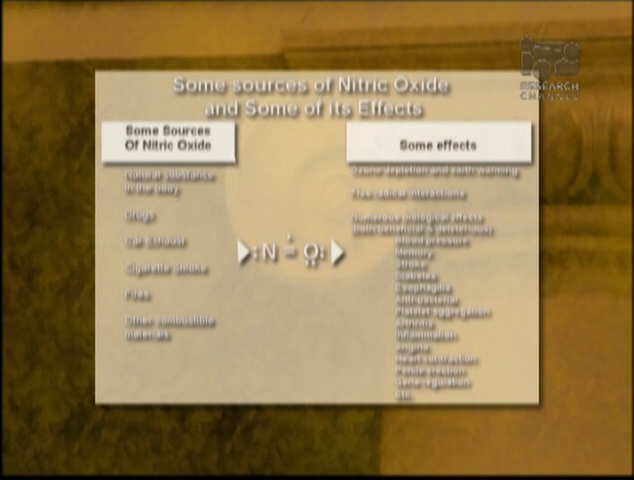 Some sources of Nitric Oxide
and Some of its Effects
Some Sources
Of Nitric Oxide
Natural substance
in the body
Drugs
Car Exhaust
Cigarette Smoke
Fires
Other combustible
materials
:N = O:
Some effects
Ozone depletion and earth warming
Free radical interactions
Numerous biological effects
(both beneficial & deleterious)
Blood pressure
Memory
Stroke
Diabetes
Esophagitis
Antibacterial
Platelet aggregation
Arthritis
Inflammation
Angina
Heart contraction
Penile erection
Gene regulation
Etc.
RESEARCH
CHANNEL